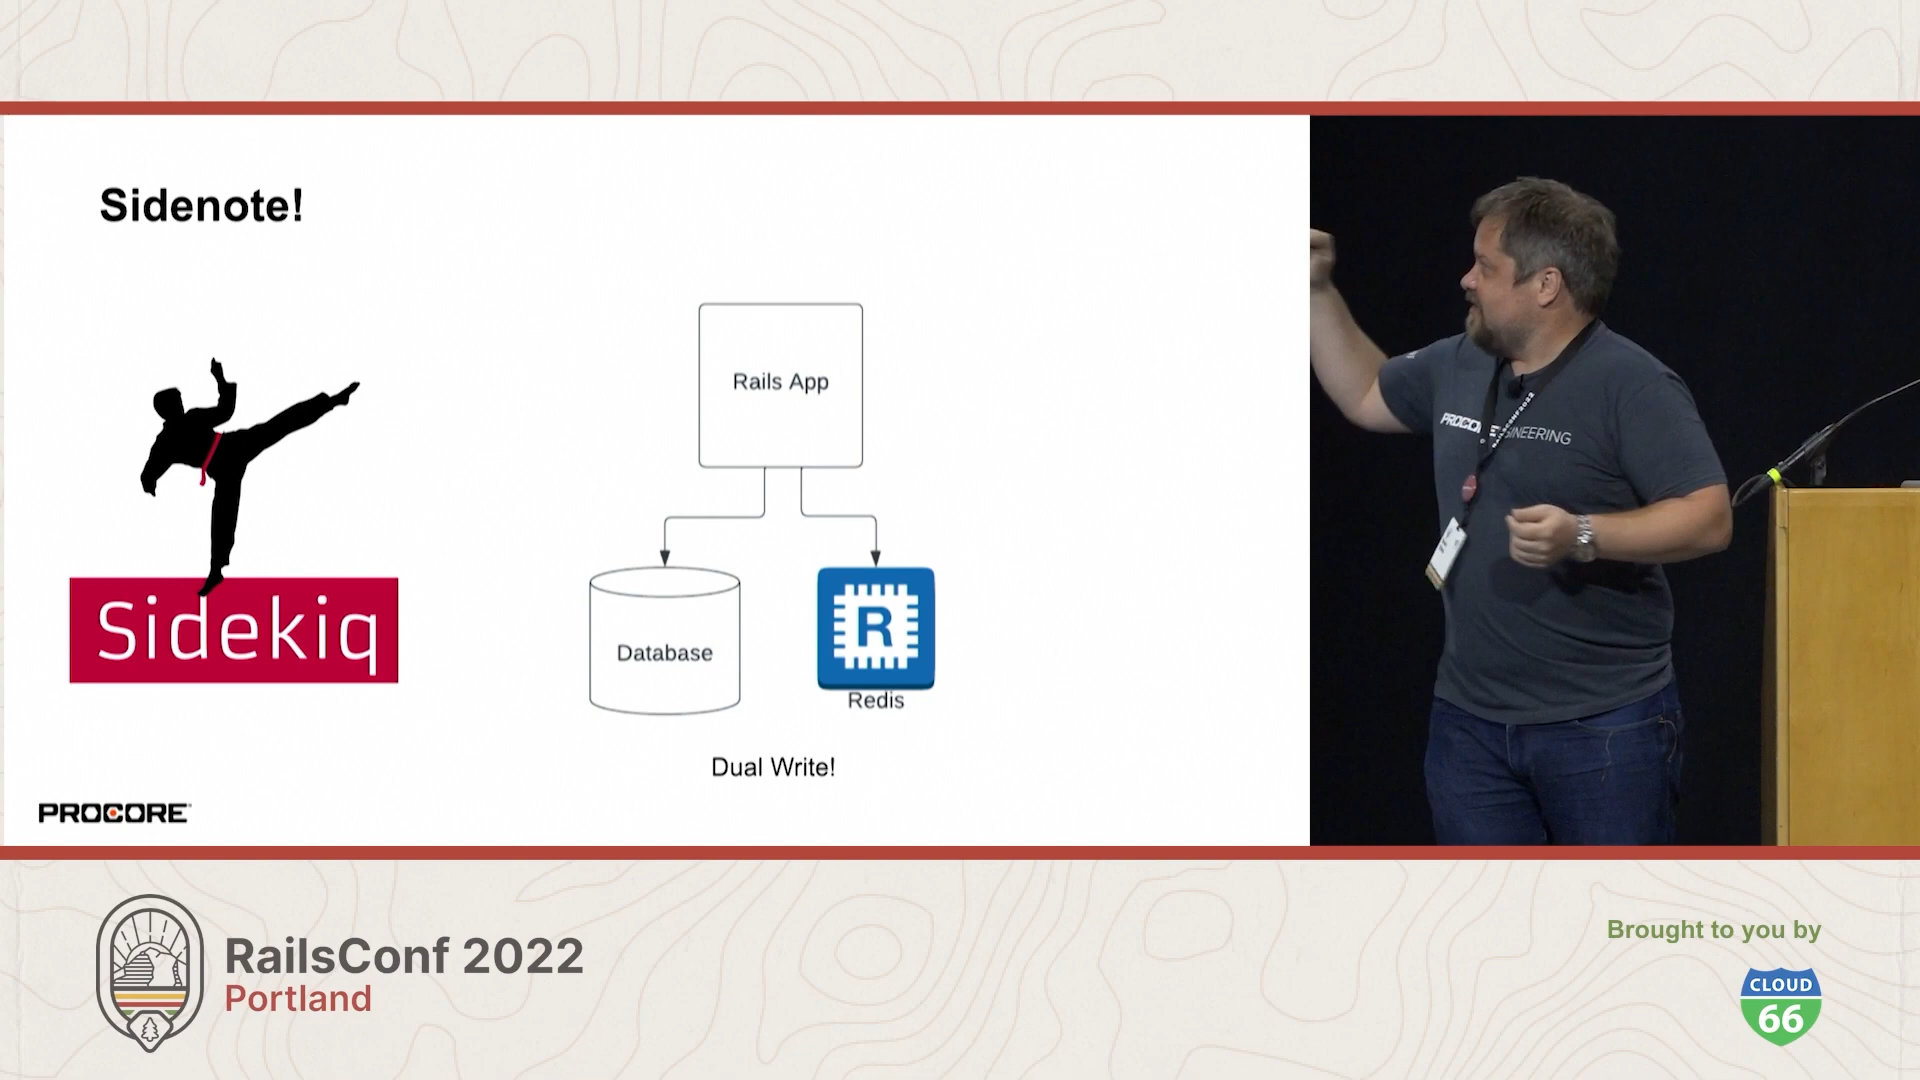 Sidenote!
Rails App
Sidekiq
Database
R
Redis
Dual Write!
PROCORE
PROCORE ENGINEERING
RailsConf 2022
Portland
Brought to you by
CLOUD
66